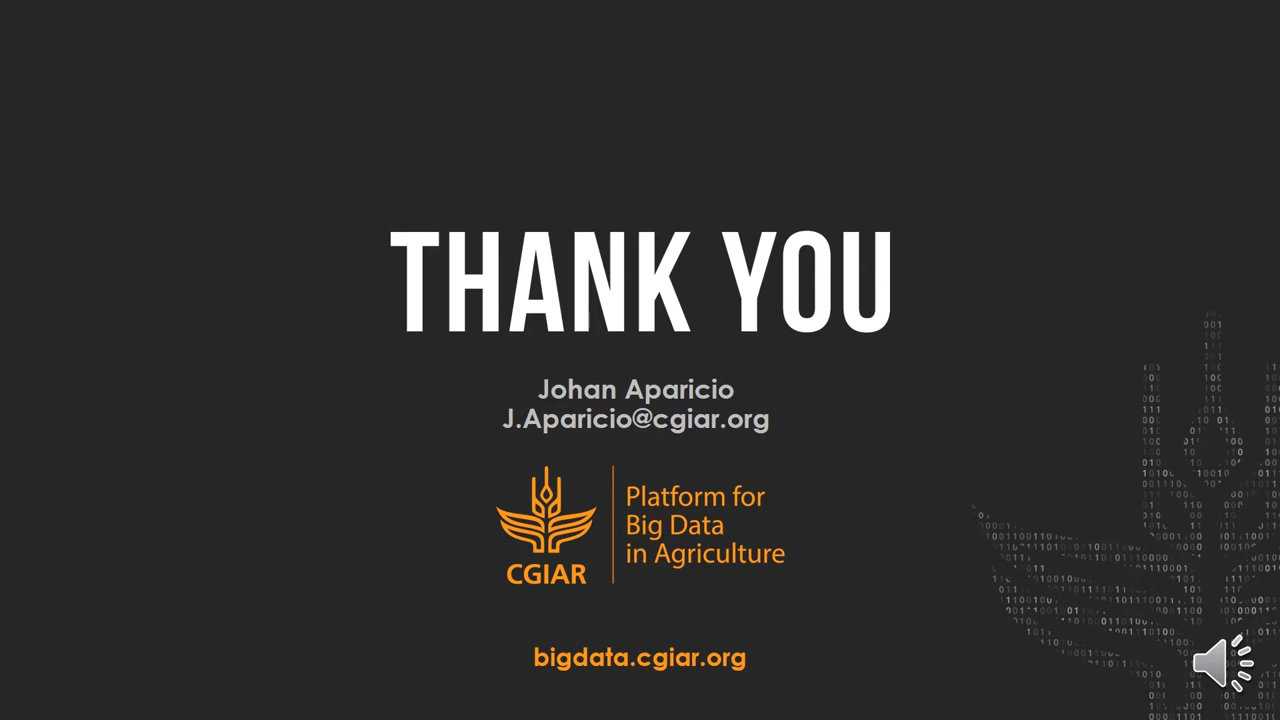 THANK YOU
Johan Aparicio
J.Aparicio@cgiar.org
CGIAR
Platform for
Big Data
in Agriculture
bigdata.cgiar.org